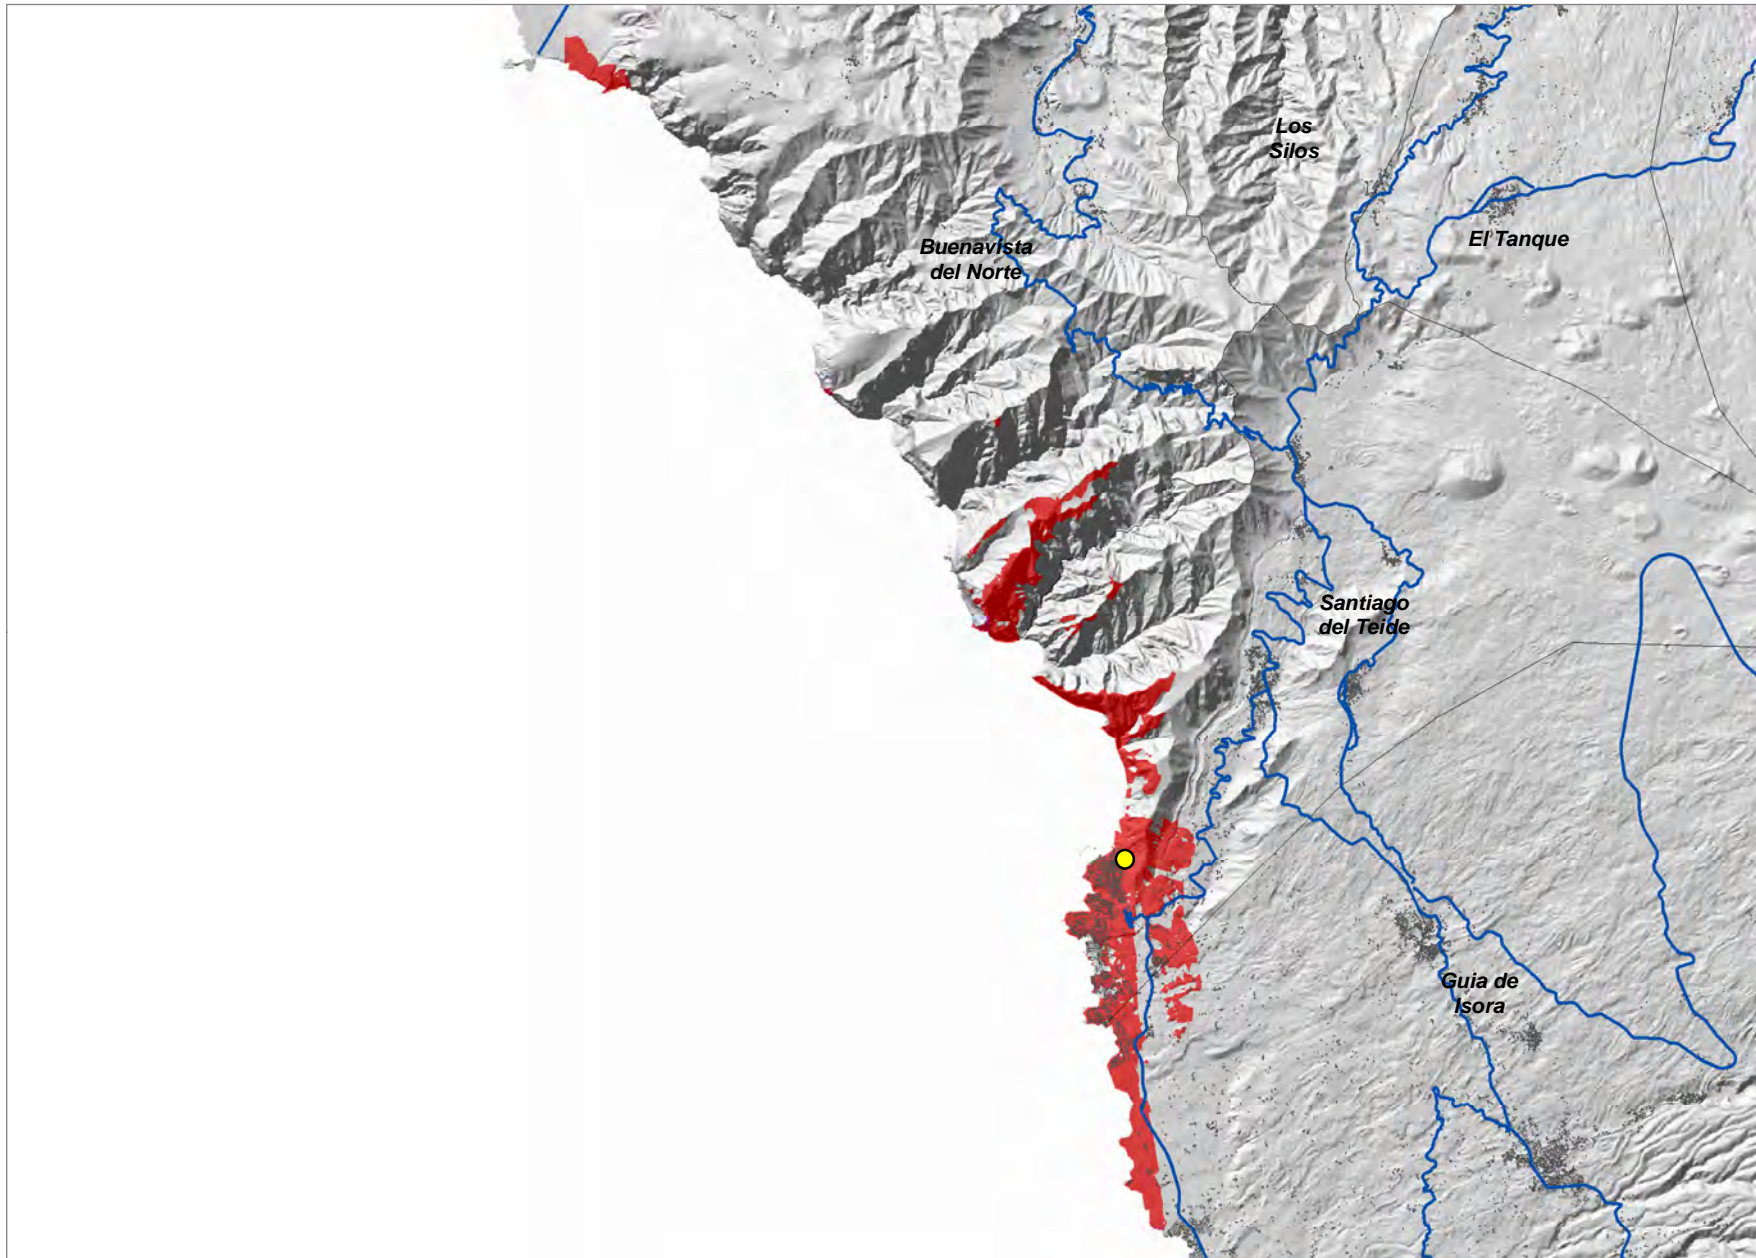 Los
Silos
Buenavista
del Norte
El Tanque
Santiago
del Teide
Guia de
Isora